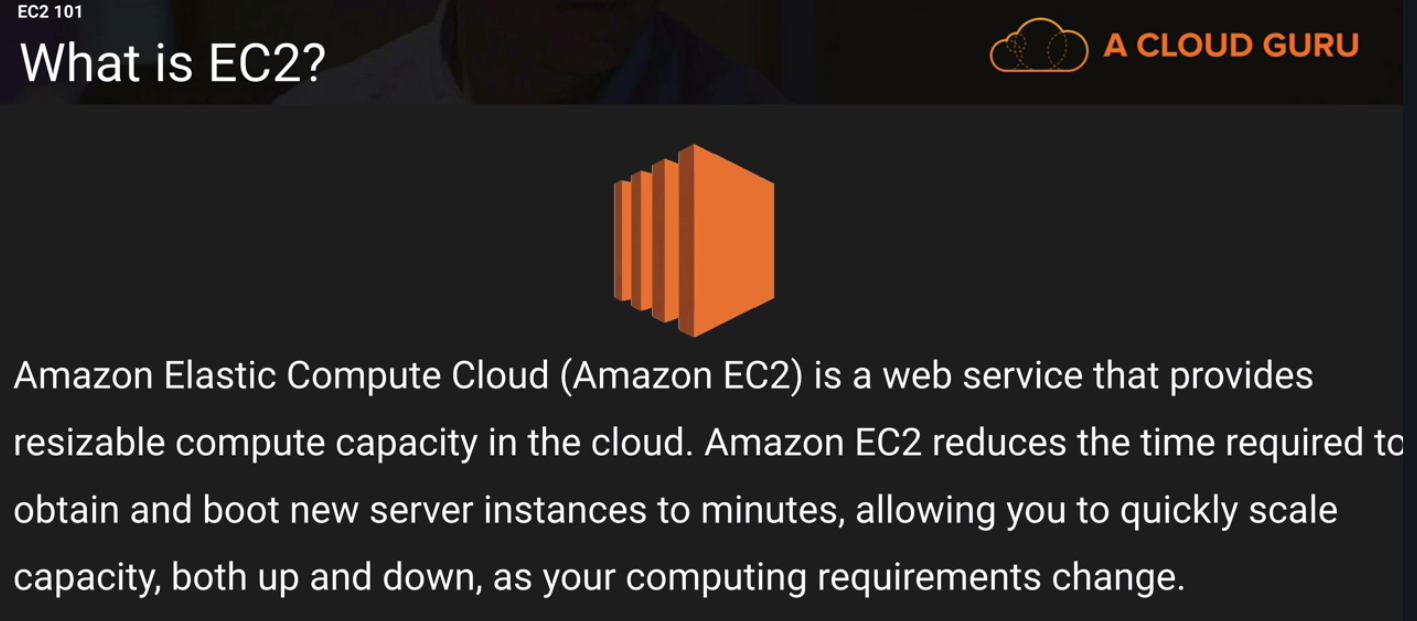 EC2 101
What is EC2?
A CLOUD GURU
Amazon Elastic Compute Cloud (Amazon EC2) is a web service that provides
resizable compute capacity in the cloud. Amazon EC2 reduces the time required to
obtain and boot new server instances to minutes, allowing you to quickly scale
capacity, both up and down, as your computing requirements change.